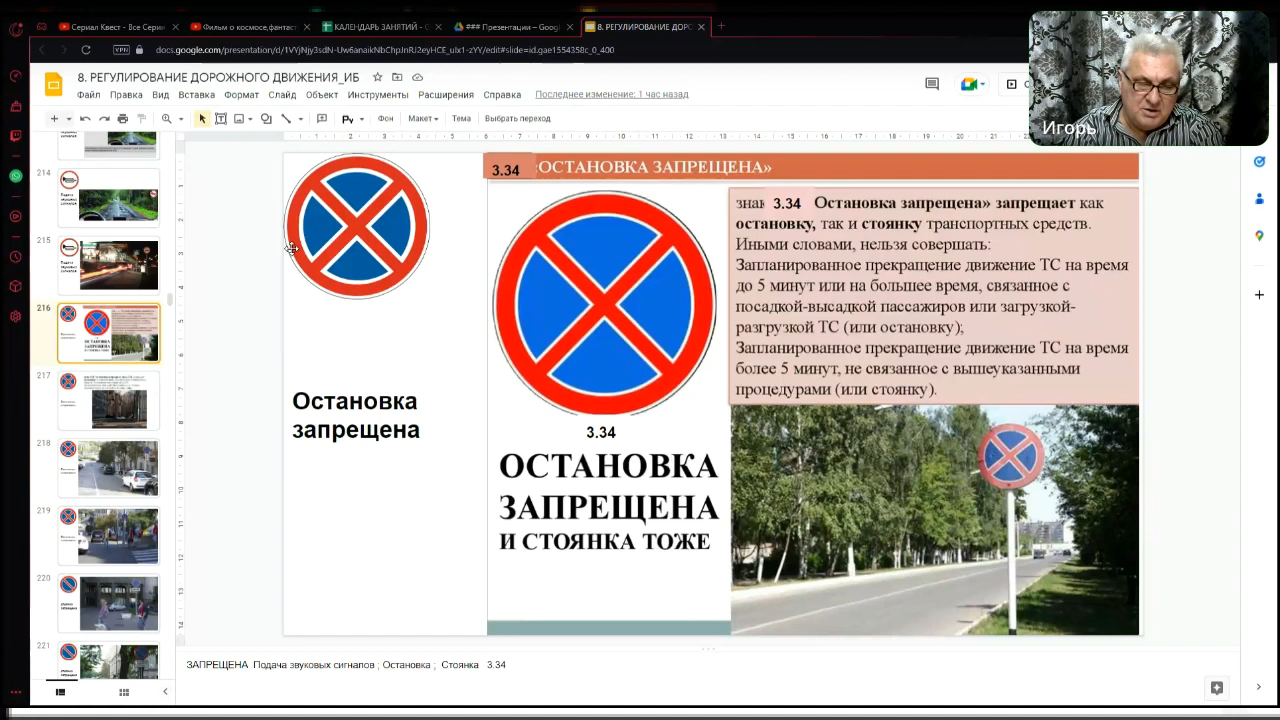 Сериал Квест - Все Сери
Фильм о космосе,фантас
КАЛЕНДАРЬ ЗАНЯТИЙ - G
### Презентации – Googl
8. РЕГУЛИРОВАНИЕ ДОРО
VPN
docs.google.com/presentation/d/1VYjNjy3sdN-Uw6anaikNbChpJnRJ2eyHCE_ulx1-zYY/edit#slide=id.gae1554358c_0_400
8. РЕГУЛИРОВАНИЕ ДОРОЖНОГО ДВИЖЕНИЯ_ИБ
Файл Правка Вид Вставка Формат Слайд Объект Инструменты Расширения Справка Последнее изменение: 1 час назад
Фон Макет Тема Выбрать переход
Игорь
214
215
216
217
218
219
220
221
Остановка
запрещена
3.34 ОСТАНОВКА ЗАПРЕЩЕНА»
3.34
ОСТАНОВКА
ЗАПРЕЩЕНА
И СТОЯНКА ТОЖЕ
знак 3.34 Остановка запрещена» запрещает как
остановку, так и стоянку транспортных средств.
Иными словами, нельзя совершать:
Запланированное прекращение движение ТС на время
до 5 минут или на большее время, связанное с
посадкой-высадкой пассажиров или загрузкой-
разгрузкой ТС (или остановку);
Запланированное прекращение движение ТС на время
более 5 минут, не связанное с вышеуказанными
процедурами (или стоянку).
ЗАПРЕЩЕНА Подача звуковых сигналов ; Остановка ; Стоянка 3.34